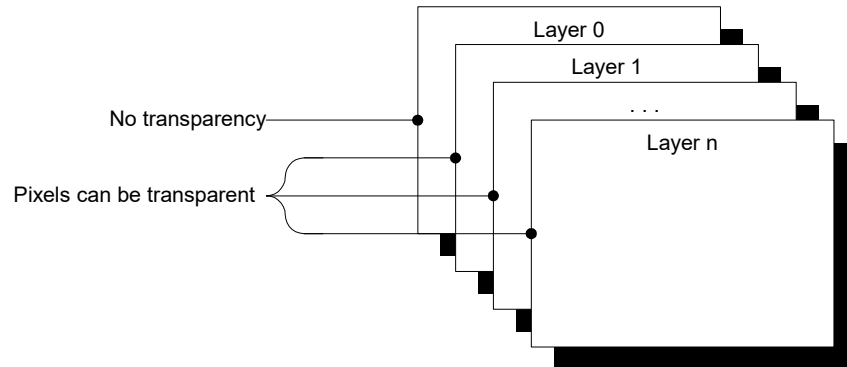 Layer 0
Layer 1
. . .
No transparency
Layer n
Pixels can be transparent